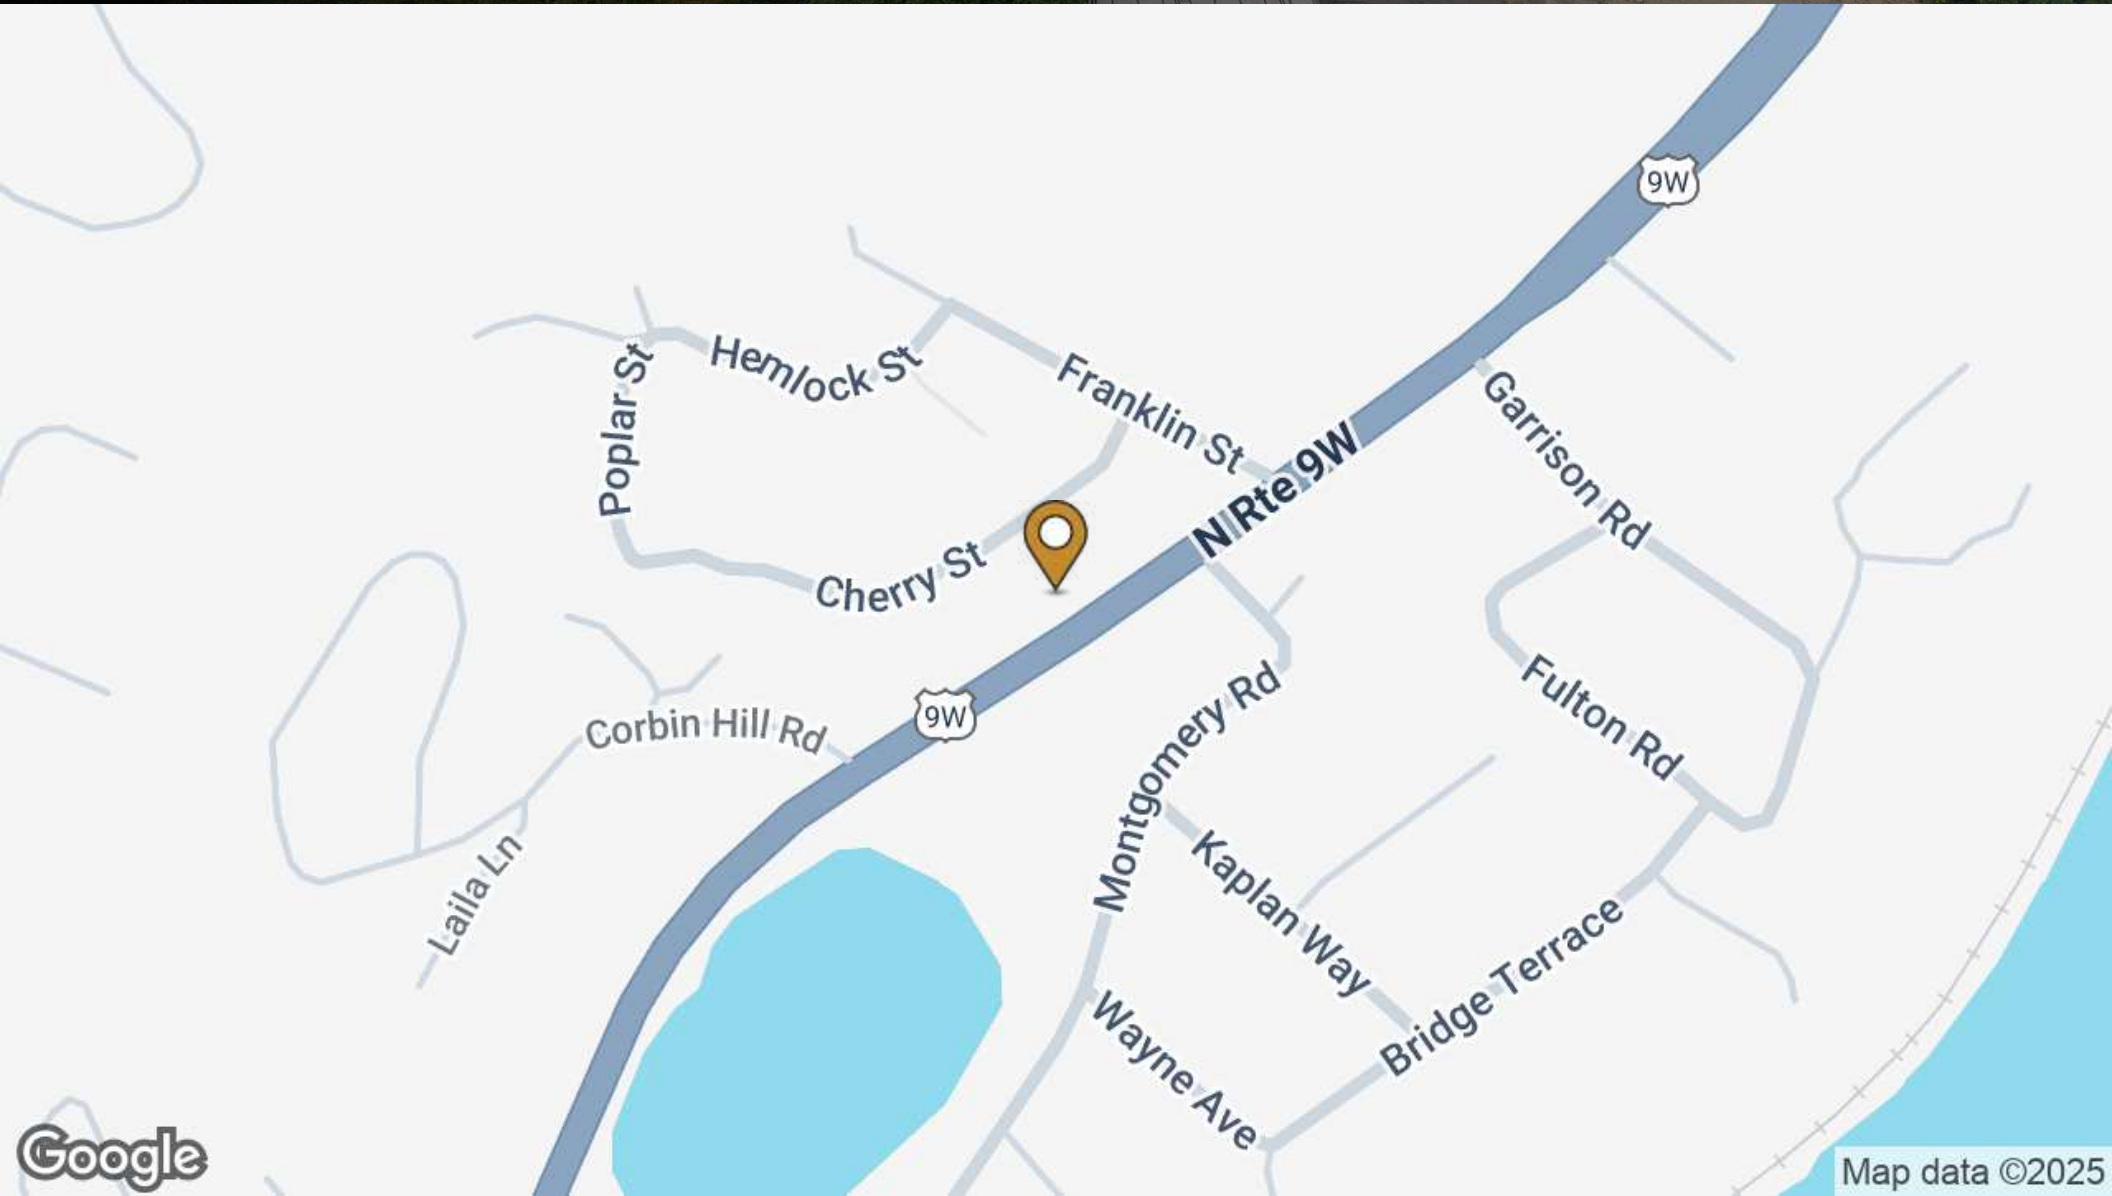 9W
Hemlock St
Poplar St
Franklin St
N Rte 9W
Garrison Rd
Cherry St
Fulton Rd
Montgomery Rd
9W
Corbin Hill Rd
Laila Ln
Kaplan Way
Bridge Terrace
Wayne Ave
Google
Map data ©2025